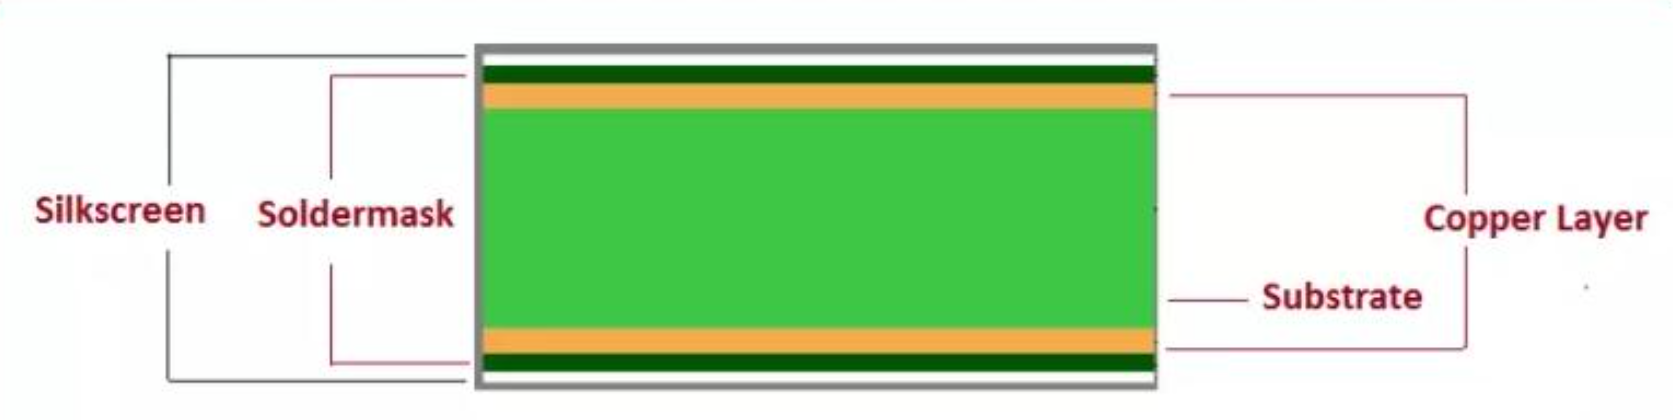 Silkscreen
Soldermask
Copper Layer
Substrate